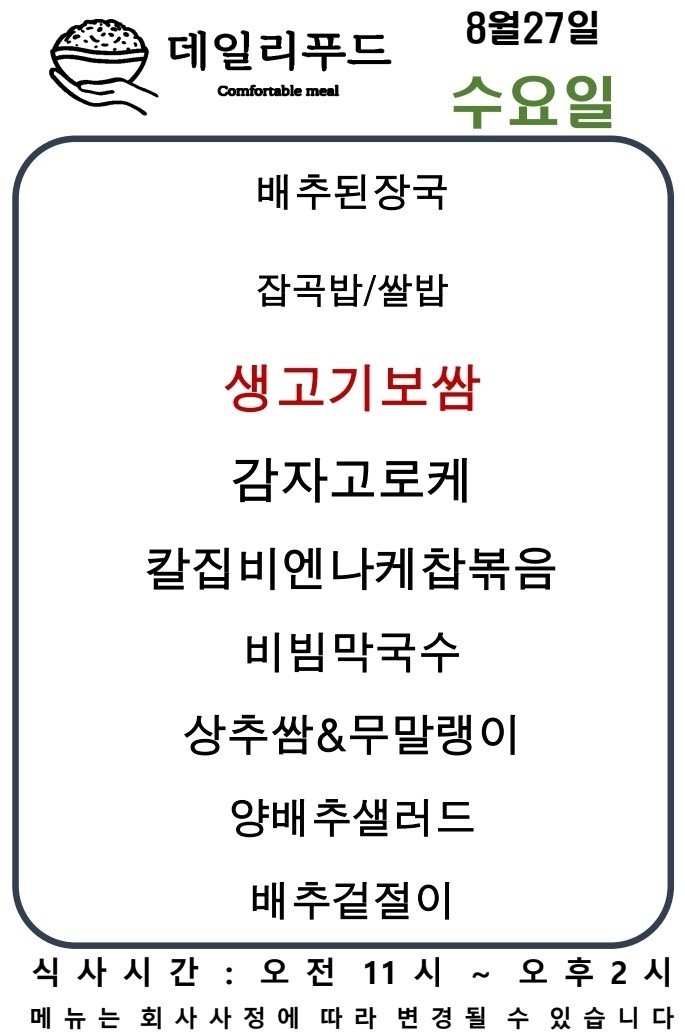 데일리푸드
Comfortable meal
8월27일
수요일
배추된장국
잡곡밥/쌀밥
생고기보쌈
감자고로케
칼집비엔나케찹볶음
비빔막국수
상추쌈&무말랭이
양배추샐러드
배추겉절이
식사시간 : 오전 11시 ~ 오후2시
메뉴는 회사사정에 따라 변경될 수 있습니다